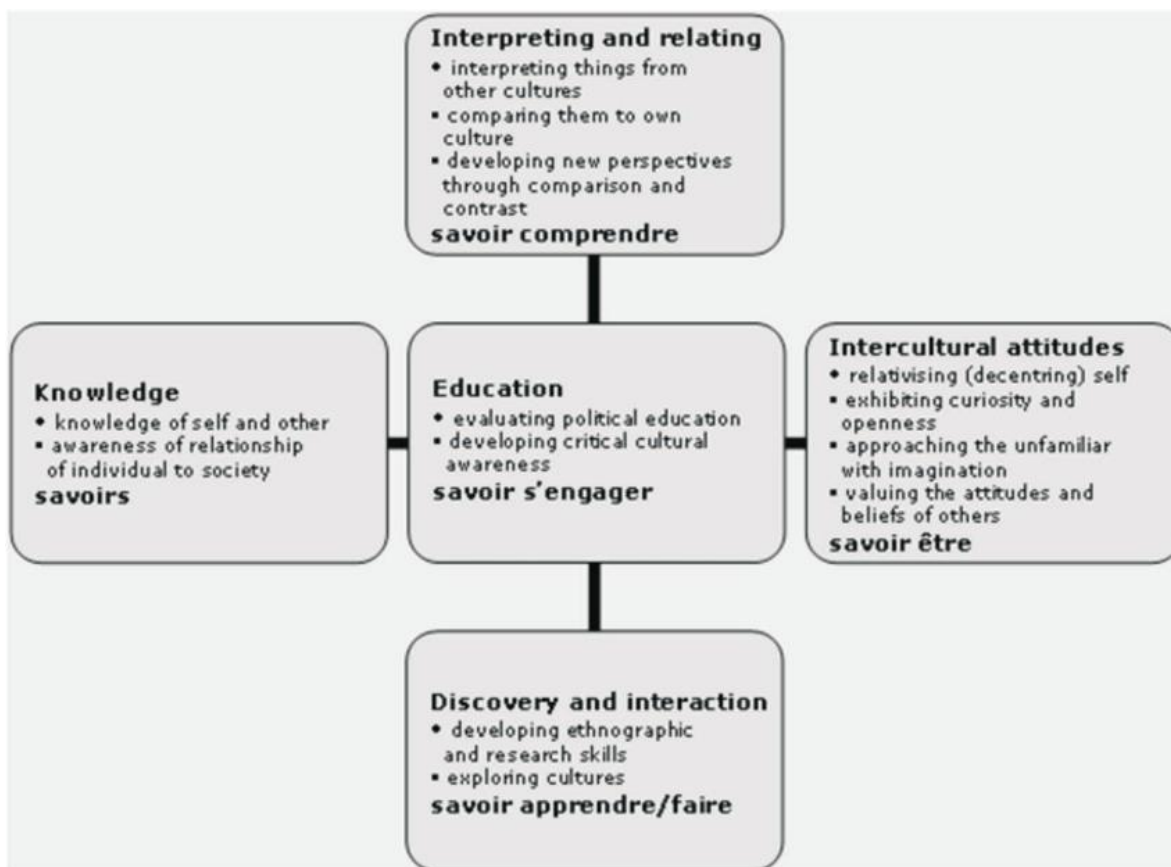 Interpreting and relating
• interpreting things from
other cultures
▪ comparing them to own
culture
▪ developing new perspectives
through comparison and
contrast
savoir comprendre
Knowledge
• knowledge of self and other
▪ awareness of relationship
of individual to society
savoirs
Education
• evaluating political education
▪ developing critical cultural
awareness
savoir s'engager
Intercultural attitudes
• relativising (decentring) self
▪ exhibiting curiosity and
openness
▪ approaching the unfamiliar
with imagination
▪ valuing the attitudes and
beliefs of others
savoir être
Discovery and interaction
• developing ethnographic
and research skills
▪ exploring cultures
savoir apprendre/faire